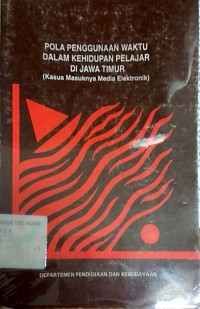 POLA PENGGUNAAN WAKTU
DALAM KEHIDUPAN PELAJAR
DI JAWA TIMUR
(Kasus Masuknya Media Elektronik)
DEPARTEMEN PENDIDIKAN DAN KEBUDAYAAN